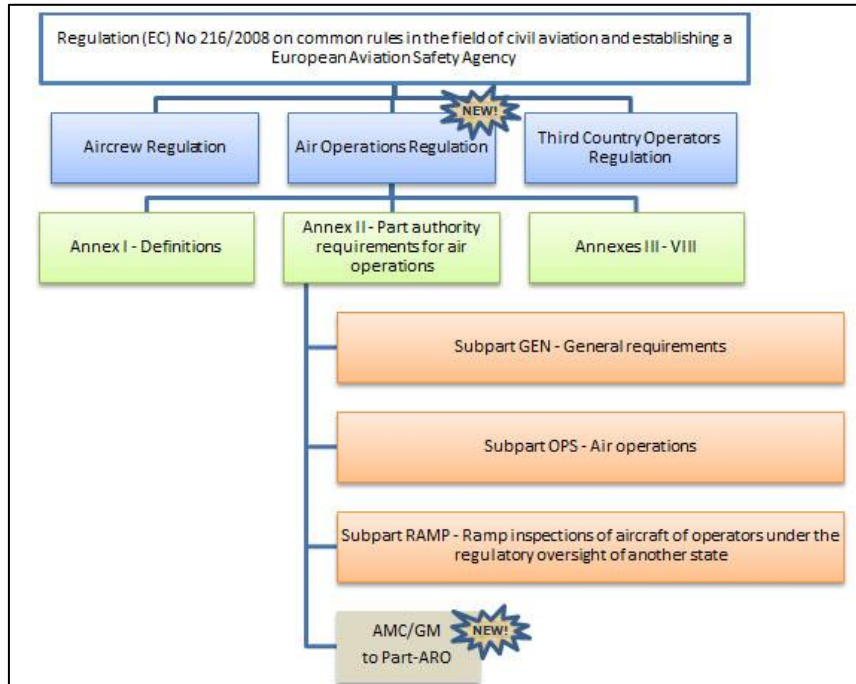 Regulation (EC) No 216/2008 on common rules in the field of civil aviation and establishing a
European Aviation Safety Agency
NEW!
Aircrew Regulation
Air Operations Regulation
Third Country Operators
Regulation
Annex I - Definitions
Annex II - Part authority
requirements for air
operations
Annexes III - VIII
Subpart GEN - General requirements
Subpart OPS - Air operations
Subpart RAMP - Ramp inspections of aircraft of operators under the
regulatory oversight of another state
AMC/GM
to Part-ARO
NEW!